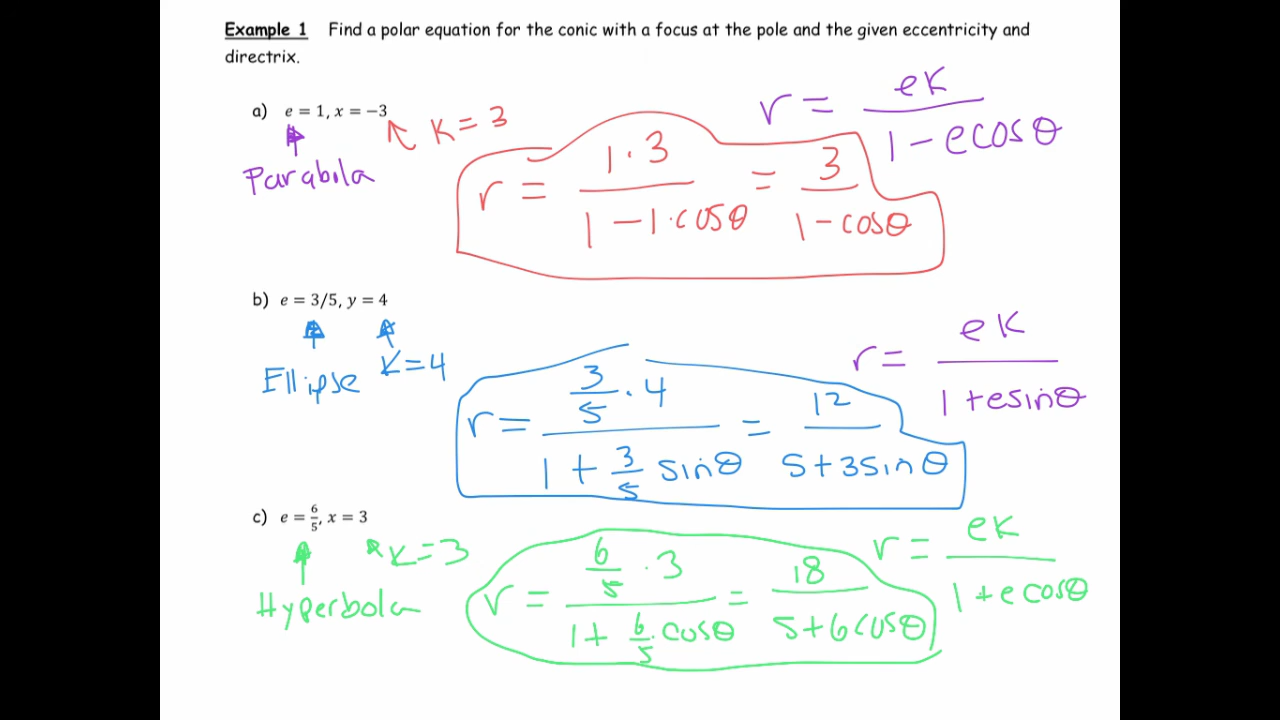 Example 1 Find a polar equation for the conic with a focus at the pole and the given eccentricity and
directrix.
a) e = 1, x = −3
K = 3
Parabola
r = ek / 1 − e cos θ
r = 1 · 3 / 1 − 1 · cos θ = 3 / 1 − cos θ
b) e = 3/5, y = 4
Ellipse
K = 4
r = ek / 1 + e sin θ
r = 3/5 · 4 / 1 + 3/5 sin θ = 12 / 5 + 3 sin θ
c) e = 6/5, x = 3
K = 3
Hyperbola
r = ek / 1 + e cos θ
r = 6/5 · 3 / 1 + 6/5 · cos θ = 18 / 5 + 6 cos θ